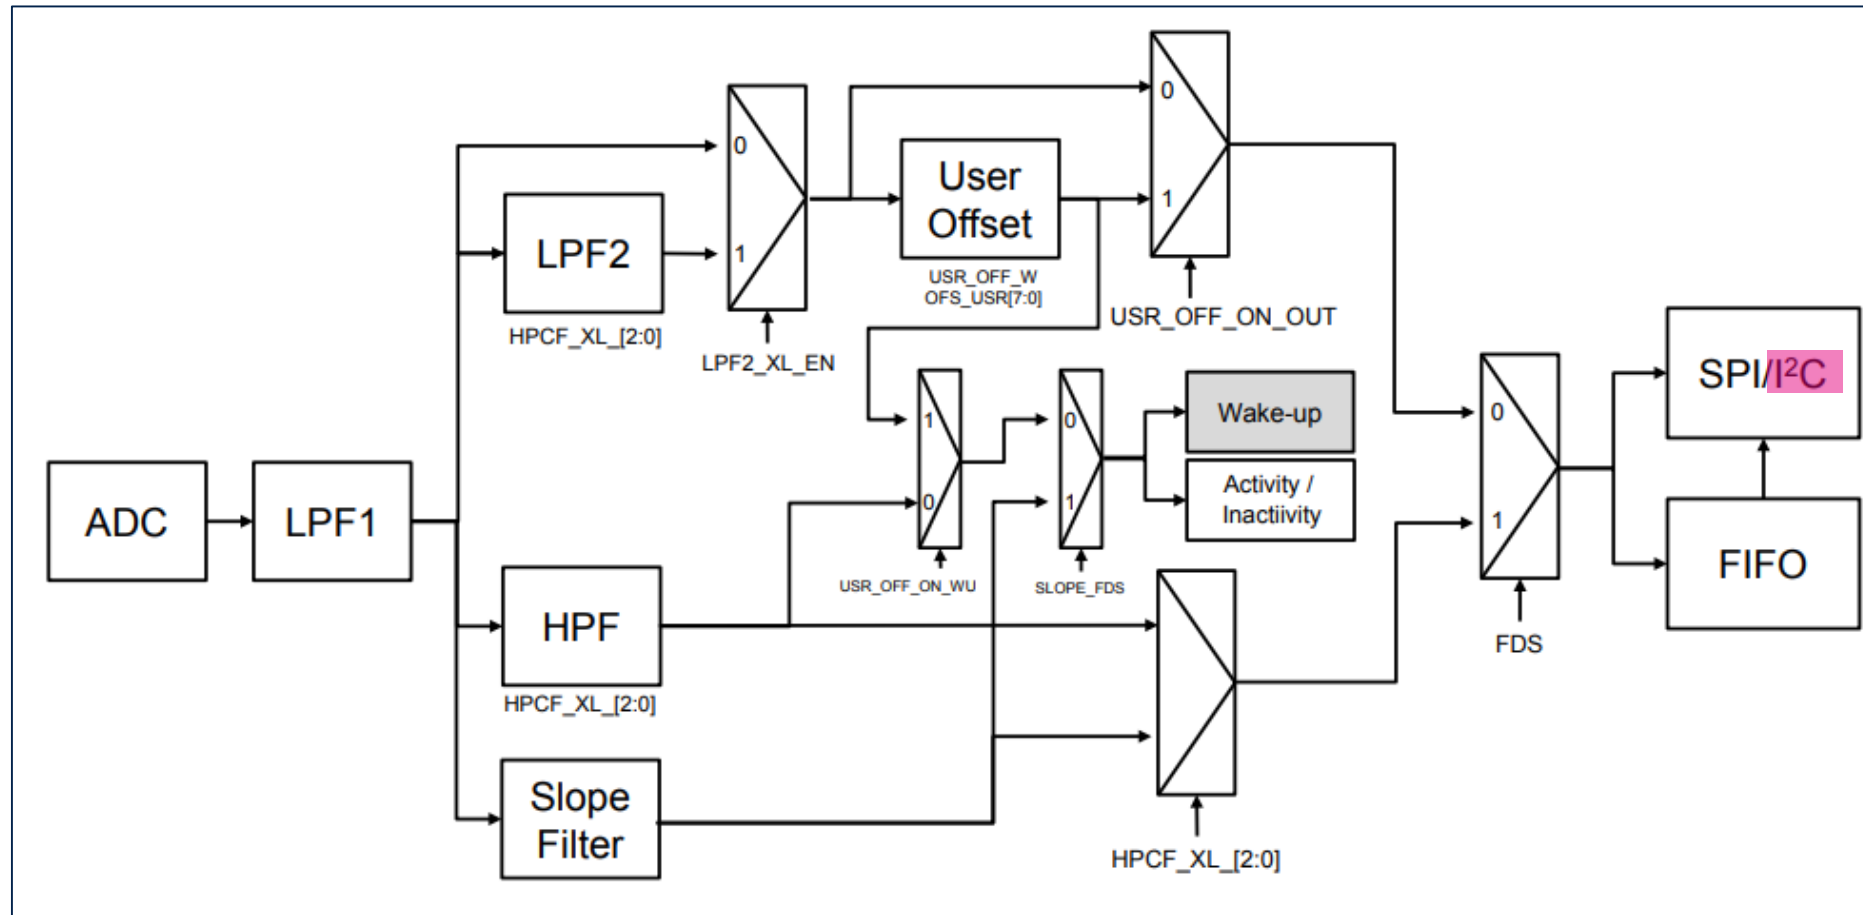 0
1
0
1
User
Offset
USR_OFF_W
OFS_USR[7:0]
LPF2
HPCF_XL_[2:0]
LPF2_XL_EN
USR_OFF_ON_OUT
SPI/I²C
ADC
LPF1
1
0
USR_OFF_ON_WU
0
1
SLOPE_FDS
Wake-up
Activity /
Inactiivity
0
1
FDS
FIFO
HPF
HPCF_XL_[2:0]
Slope
Filter
HPCF_XL_[2:0]